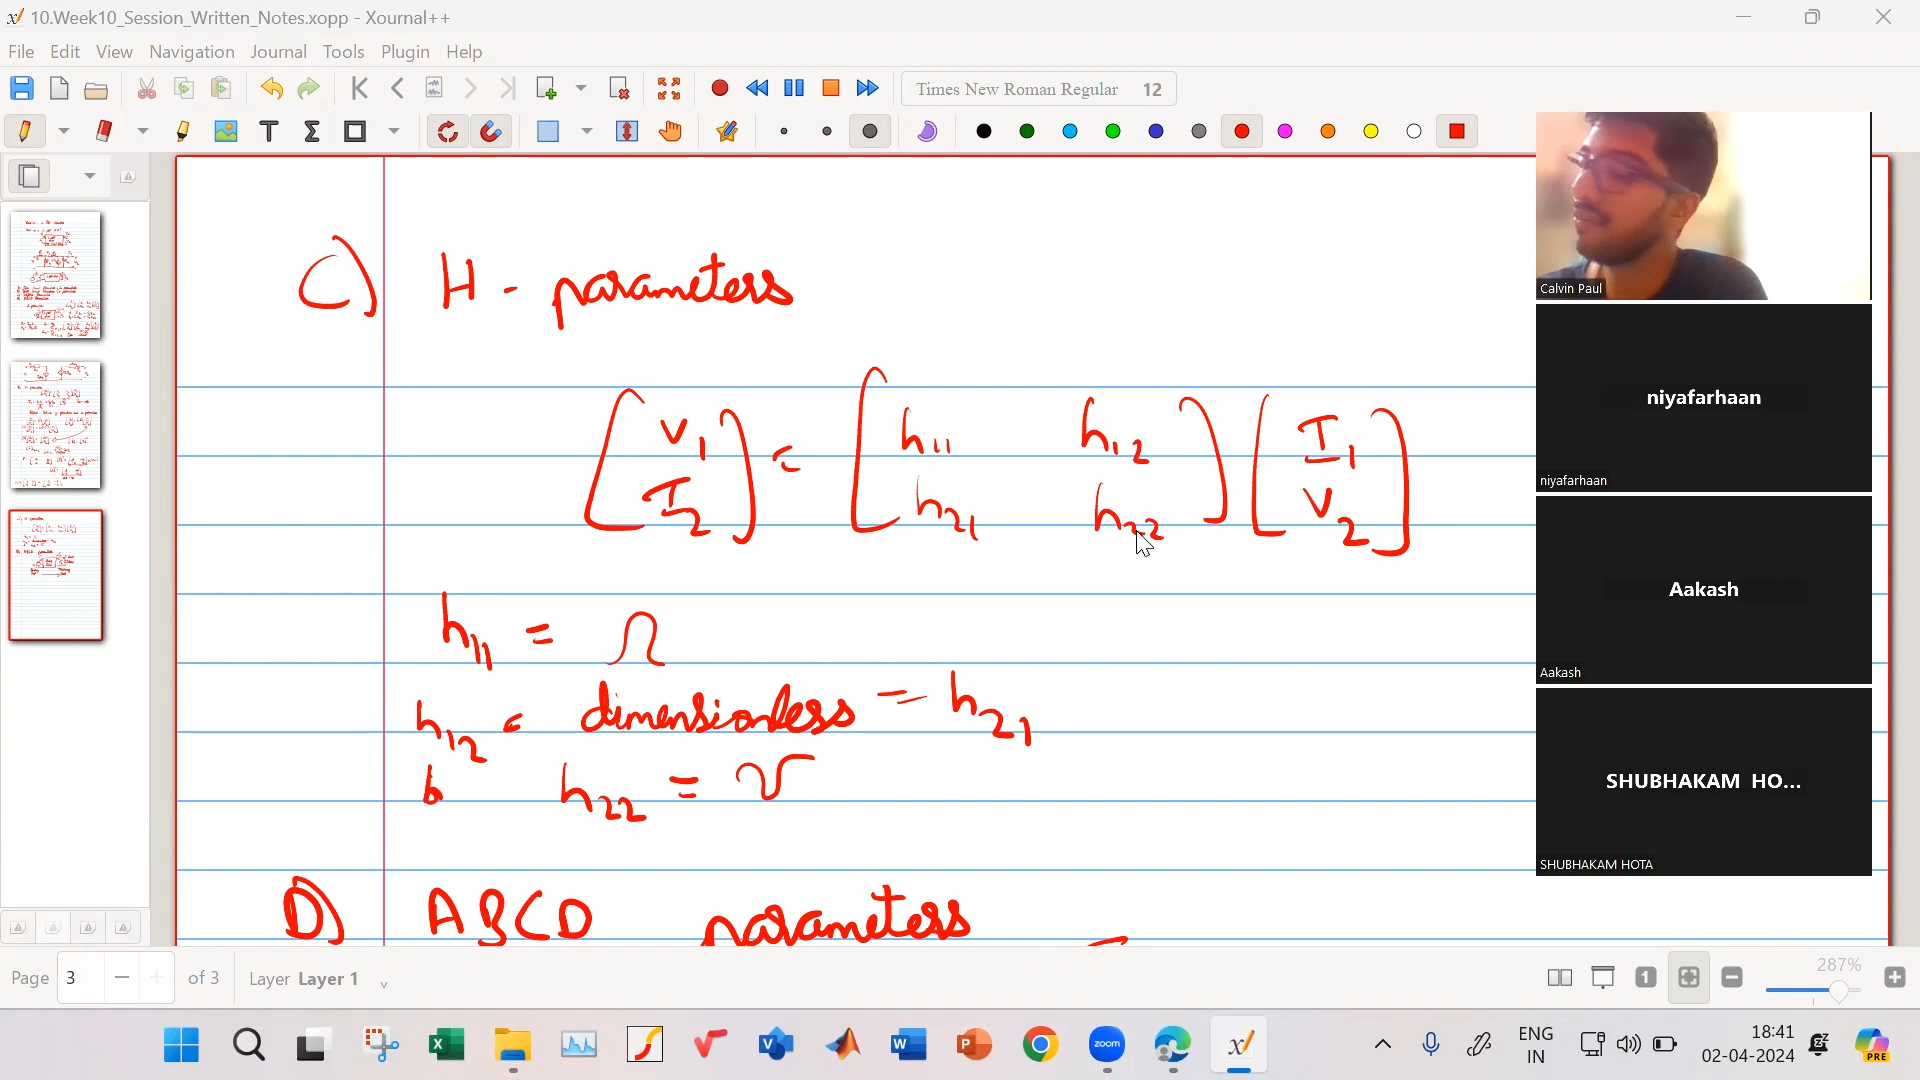 10.Week10_Session_Written_Notes.xopp - Xournal++
File Edit View Navigation Journal Tools Plugin Help
Times New Roman Regular 12
C) H - parameters
[V1 I2] = [h11 h12 h21 h22] [I1 V2]
h11 = Ω
h12 = dimensionless = h21
h22 = ℧
D) ABCD parameters
Calvin Paul
niyafarhaan
niyafarhaan
Aakash
Aakash
SHUBHAKAM HO...
SHUBHAKAM HOTA
Page 3 of 3 Layer Layer 1
1
287%
zoom
ENG
IN
18:41
02-04-2024
PRE